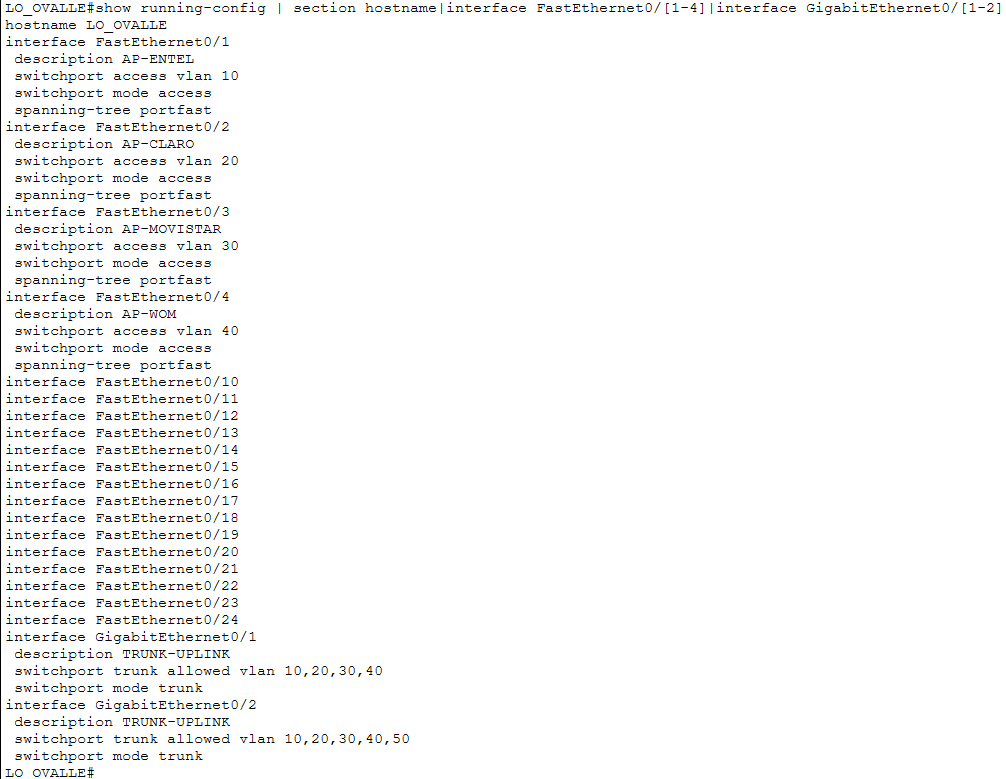 LO_OVALLE#show running-config | section hostname|interface FastEthernet0/[1-4]|interface GigabitEthernet0/[1-2]
hostname LO_OVALLE
interface FastEthernet0/1
 description AP-ENTEL
 switchport access vlan 10
 switchport mode access
 spanning-tree portfast
interface FastEthernet0/2
 description AP-CLARO
 switchport access vlan 20
 switchport mode access
 spanning-tree portfast
interface FastEthernet0/3
 description AP-MOVISTAR
 switchport access vlan 30
 switchport mode access
 spanning-tree portfast
interface FastEthernet0/4
 description AP-WOM
 switchport access vlan 40
 switchport mode access
 spanning-tree portfast
interface FastEthernet0/10
interface FastEthernet0/11
interface FastEthernet0/12
interface FastEthernet0/13
interface FastEthernet0/14
interface FastEthernet0/15
interface FastEthernet0/16
interface FastEthernet0/17
interface FastEthernet0/18
interface FastEthernet0/19
interface FastEthernet0/20
interface FastEthernet0/21
interface FastEthernet0/22
interface FastEthernet0/23
interface FastEthernet0/24
interface GigabitEthernet0/1
 description TRUNK-UPLINK
 switchport trunk allowed vlan 10,20,30,40
 switchport mode trunk
interface GigabitEthernet0/2
 description TRUNK-UPLINK
 switchport trunk allowed vlan 10,20,30,40,50
 switchport mode trunk
LO_OVALLE#